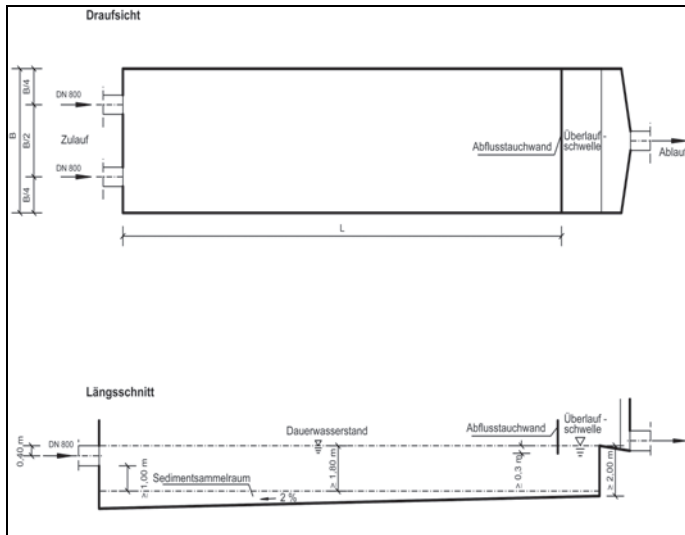 Draufsicht
B/4
DN 800
B
B/2
Zulauf
DN 800
B/4
Abflusstauchwand
Überlauf-
schwelle
Ablauf
L
Längsschnitt
Überlauf-
schwelle
Abflusstauchwand
Dauerwasserstand
DN 800
0,40 m
≥ 1,00 m
Sedimentsammelraum
2 %
≥ 1,80 m
≥ 0,3 m
≥ 2,00 m